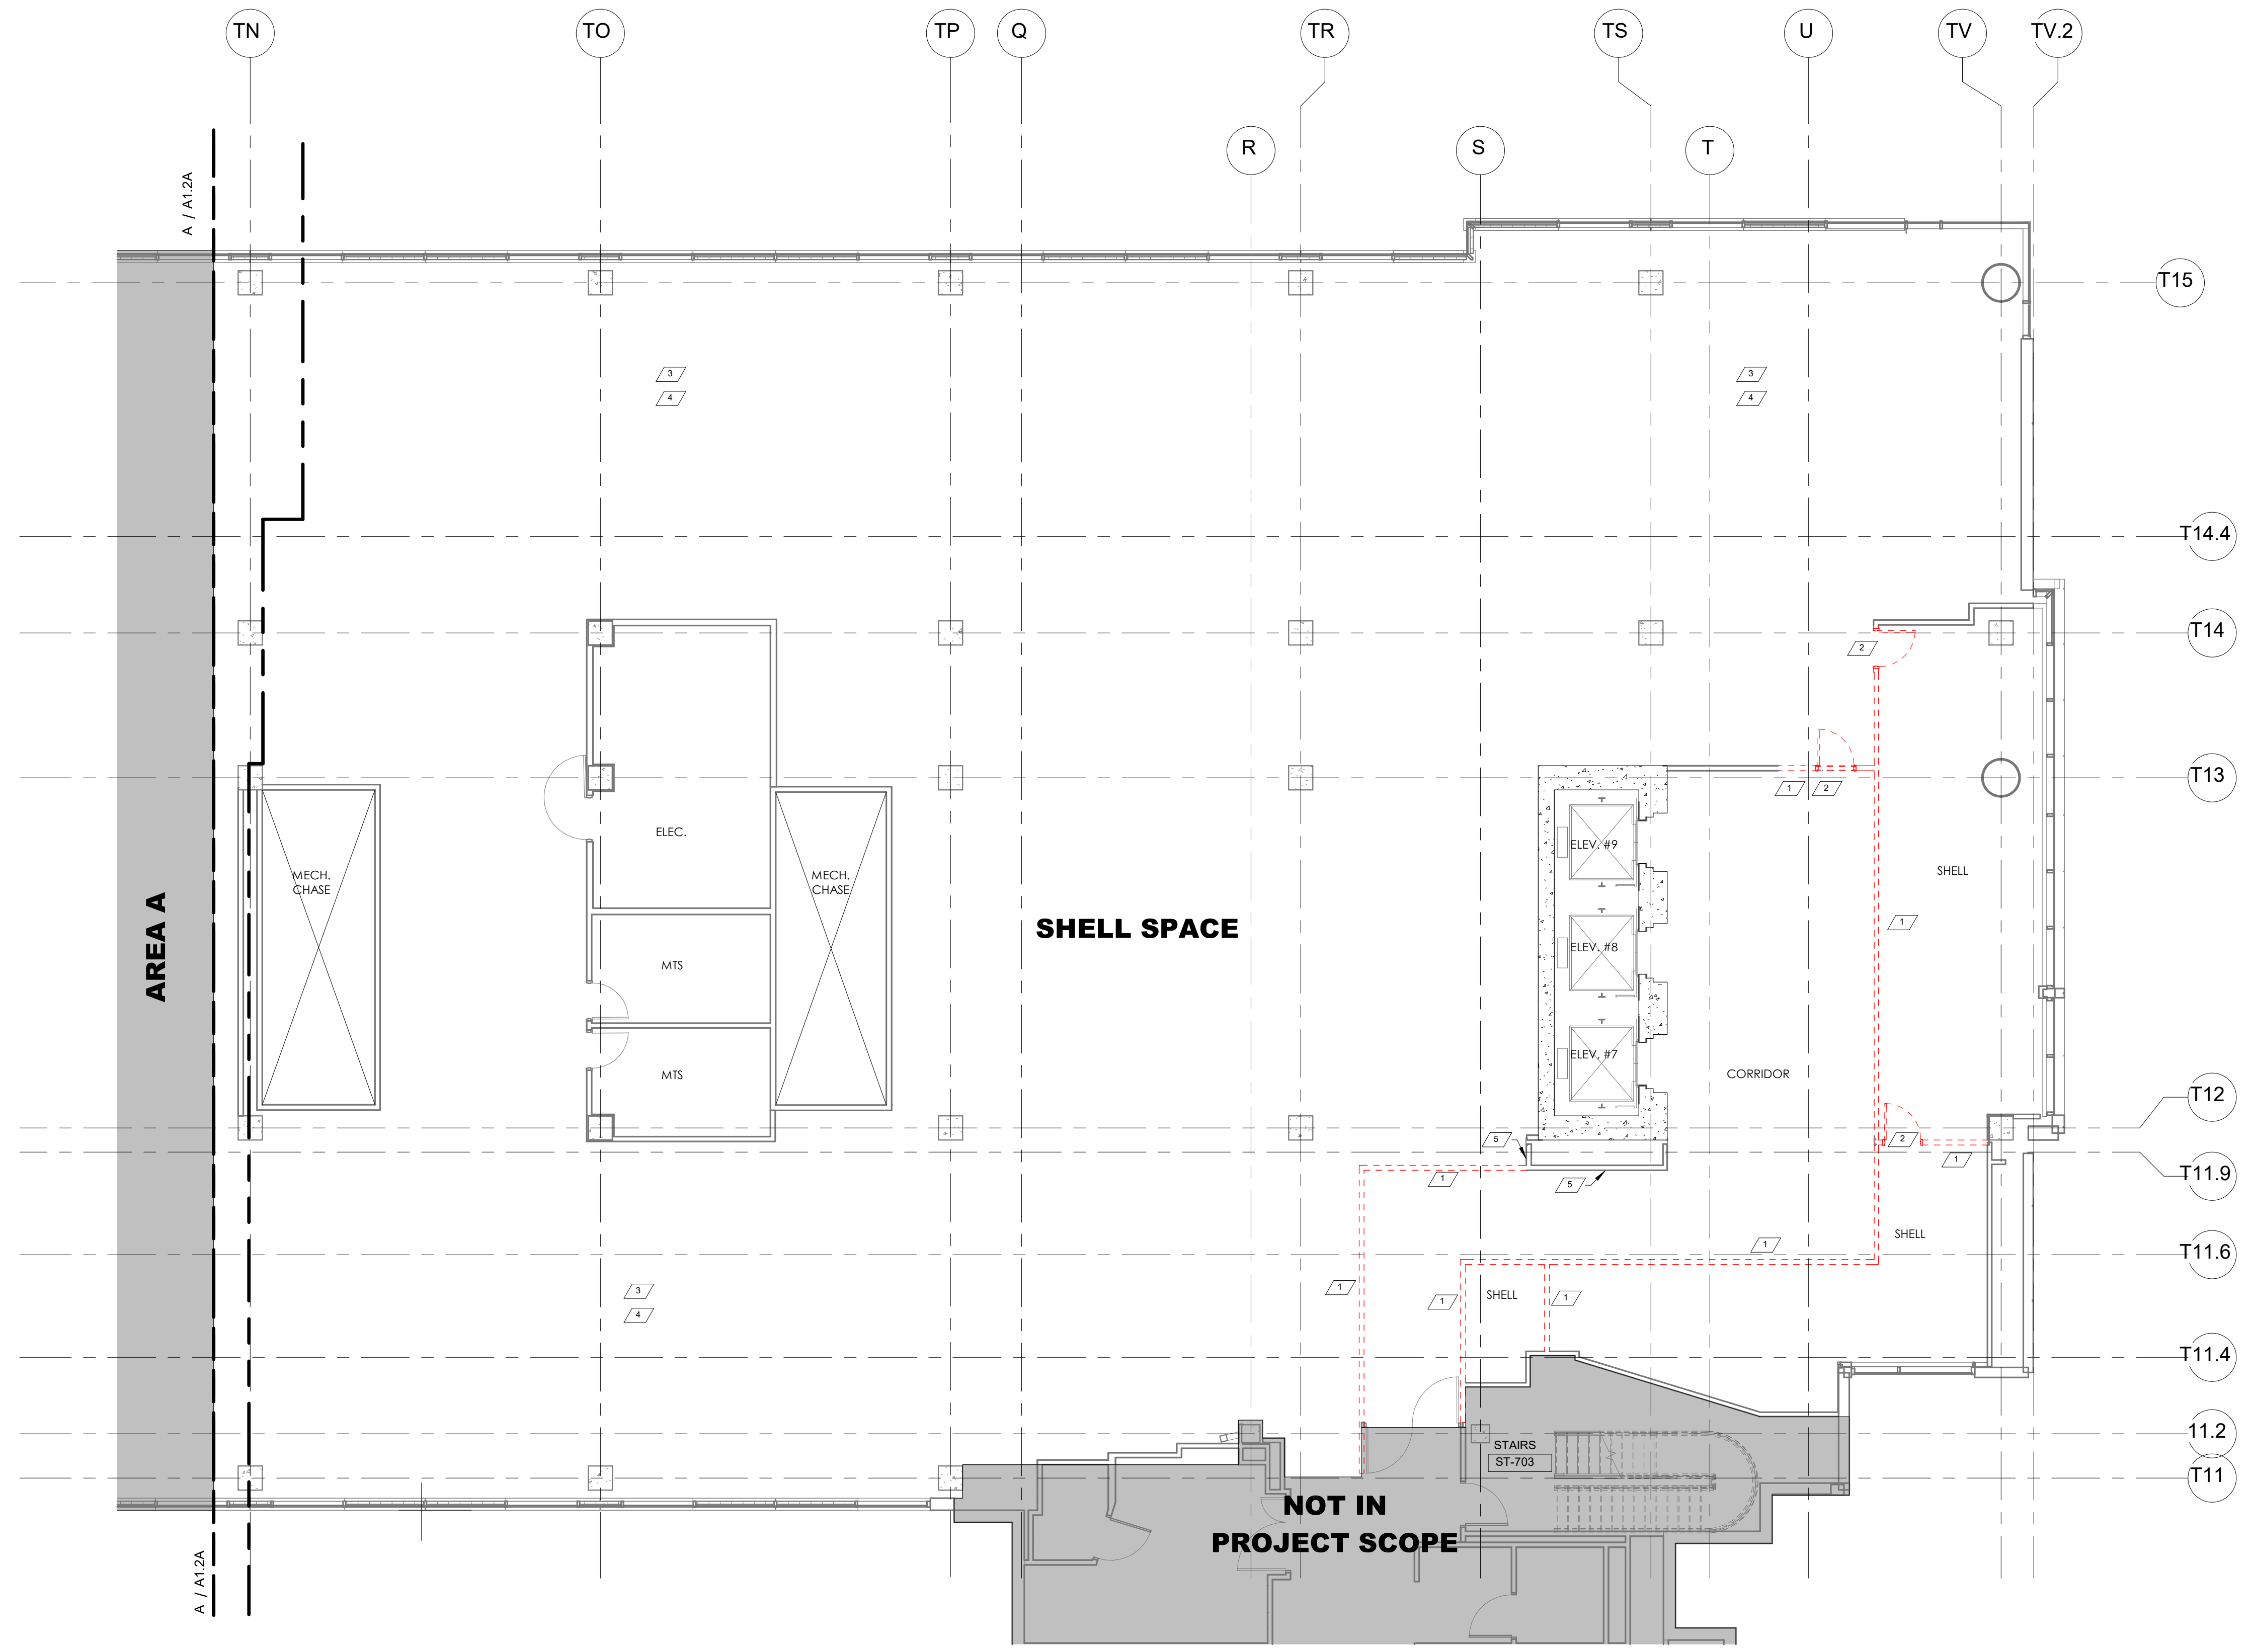 TN
TO
TP
Q
TR
TS
U
TV
TV.2
R
S
T
A / A1.2A
T15
3
4
3
4
T14.4
T14
2
T13
1
2
ELEC.
ELEV. #9
MECH.
CHASE
MECH.
CHASE
SHELL
AREA A
SHELL SPACE
1
ELEV. #8
MTS
ELEV. #7
MTS
CORRIDOR
T12
5
2
1
T11.9
1
5
SHELL
1
T11.6
3
4
1
1
SHELL
1
T11.4
11.2
STAIRS
ST-703
T11
NOT IN
PROJECT SCOPE
A / A1.2A